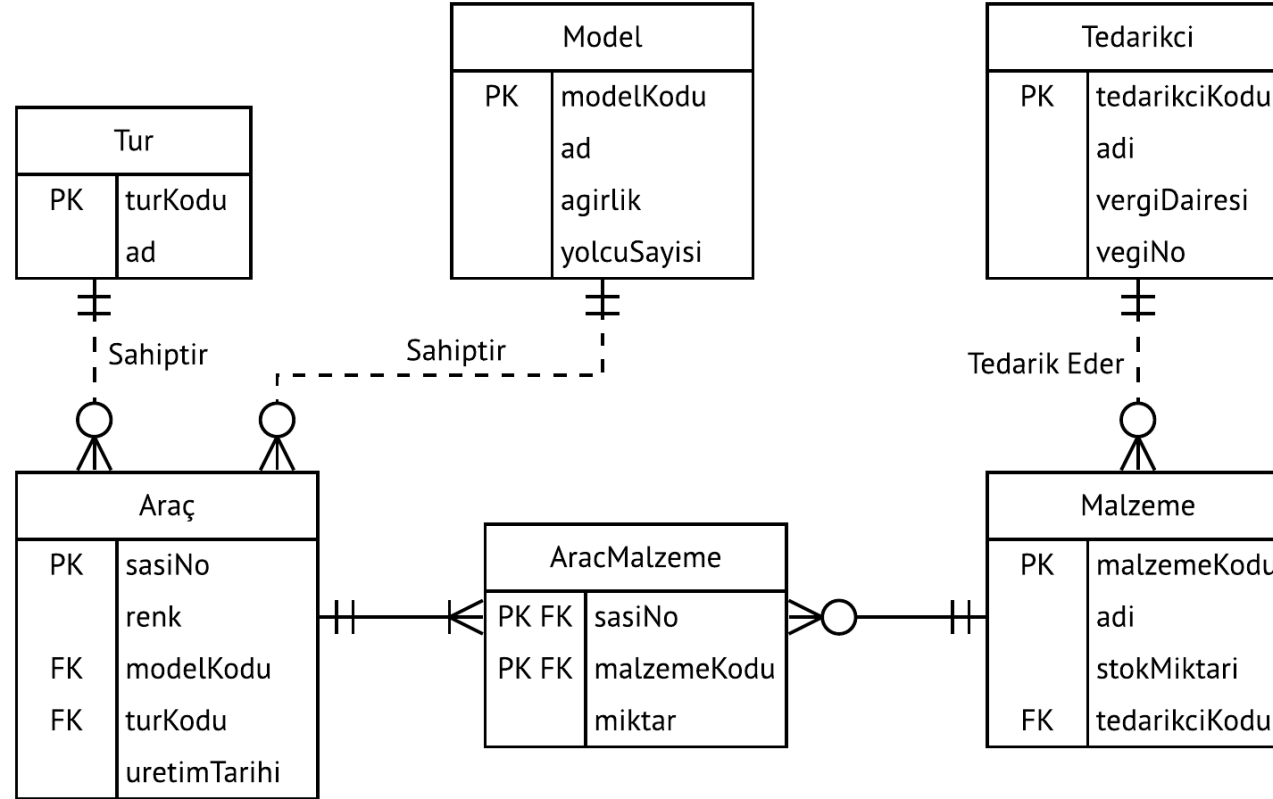 Tur
PK turKodu
ad
Sahiptir
Model
PK modelKodu
ad
agirlik
yolcuSayisi
Sahiptir
Tedarikci
PK tedarikciKodu
adi
vergiDairesi
vegiNo
Tedarik Eder
Araç
PK sasiNo
renk
FK modelKodu
FK turKodu
uretimTarihi
AracMalzeme
PK FK sasiNo
PK FK malzemeKodu
miktar
Malzeme
PK malzemeKodu
adi
stokMiktari
FK tedarikciKodu